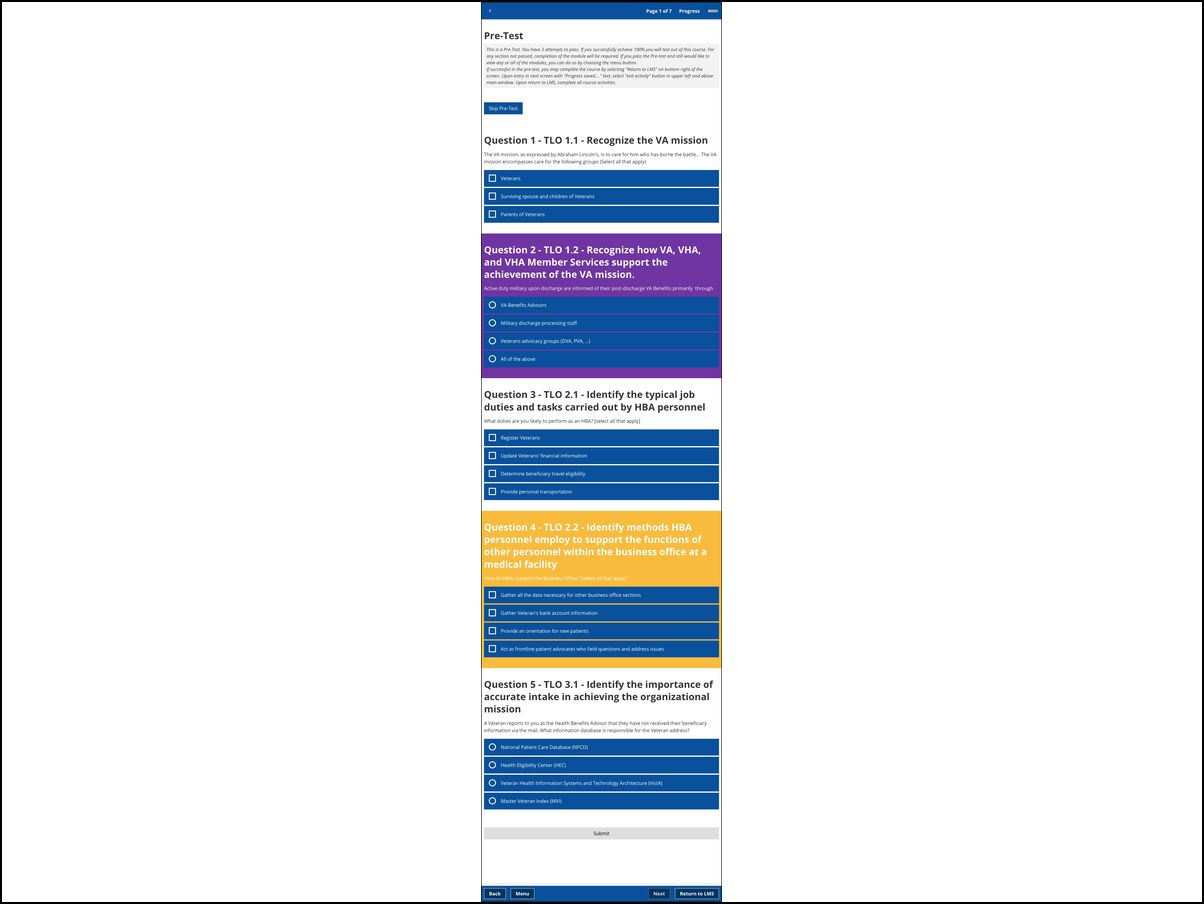 Page 1 of 7 Progress
Pre-Test
This is a Pre-Test. You have 3 attempts to pass. If you successfully achieve 100% you will test out of this course. For
any section not passed, completion of the module will be required. If you pass the Pre-test and still would like to
view any or all of the modules, you can do so by choosing the menu button.
If successful in the pre-test, you may complete the course by selecting "Return to LMS" on bottom right of the
screen. Upon entry in next screen with "Progress saved...." text, select "exit activity" button in upper left and above
main window. Upon return to LMS, complete all course activities.
Skip Pre-Test
Question 1 - TLO 1.1 - Recognize the VA mission
The VA mission, as expressed by Abraham Lincoln's, is to care for him who has borne the battle... The VA
mission encompasses care for the following groups (Select all that apply)
Veterans
Surviving spouse and children of Veterans
Parents of Veterans
Question 2 - TLO 1.2 - Recognize how VA, VHA,
and VHA Member Services support the
achievement of the VA mission.
Active duty military upon discharge are informed of their post-discharge VA Benefits primarily through
VA Benefits Advisors
Military discharge processing staff
Veterans advocacy groups (DVA, PVA, ...)
All of the above
Question 3 - TLO 2.1 - Identify the typical job
duties and tasks carried out by HBA personnel
What duties are you likely to perform as an HBA? [select all that apply]
Register Veterans
Update Veterans' financial information
Determine beneficiary travel eligibility
Provide personal transportation
Question 4 - TLO 2.2 - Identify methods HBA
personnel employ to support the functions of
other personnel within the business office at a
medical facility
How do HBAs support the Business Office? [select all that apply]
Gather all the data necessary for other business office sections
Gather Veteran's bank account information
Provide an orientation for new patients
Act as frontline patient advocates who field questions and address issues
Question 5 - TLO 3.1 - Identify the importance of
accurate intake in achieving the organizational
mission
A Veteran reports to you as the Health Benefits Advisor that they have not received their beneficiary
information via the mail. What information database is responsible for the Veteran address?
National Patient Care Database (NPCD)
Health Eligibility Center (HEC)
Veteran Health Information Systems and Technology Architecture (VistA)
Master Veteran Index (MVI)
Submit
Back Menu Next Return to LMS